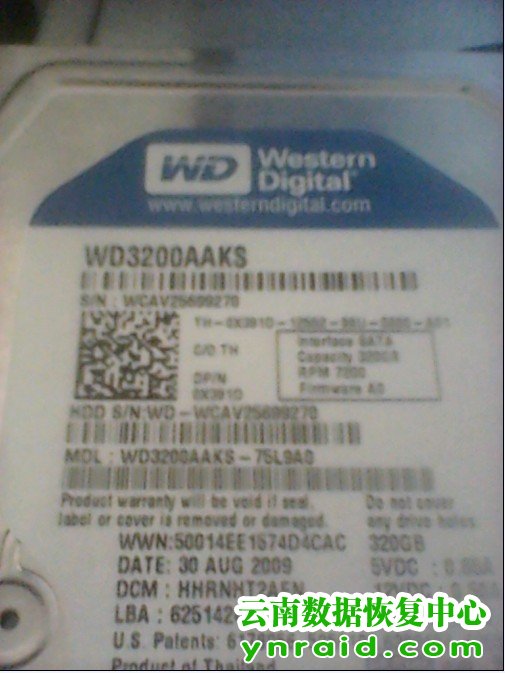 WD Western Digital
www.westerndigital.com
WD3200AAKS
S/N : WCAV25699270
C/O TH
DP/N
0X391D
Interface SATA
Capacity 320GB
RPM 7200
Firmware A0
HDD S/N:WD-WCAV25699270
MDL : WD3200AAKS-75L9A0
Product warranty will be void if seal,
label or cover is removed or damaged.
Do not cover
any drive holes.
WWN:50014EE1574D4CAC 320GB
DATE: 30 AUG 2009 5VDC :
DCM :
LBA :
U.S. Patents:
Product of Thailand
云南数据恢复中心
ynraid.com